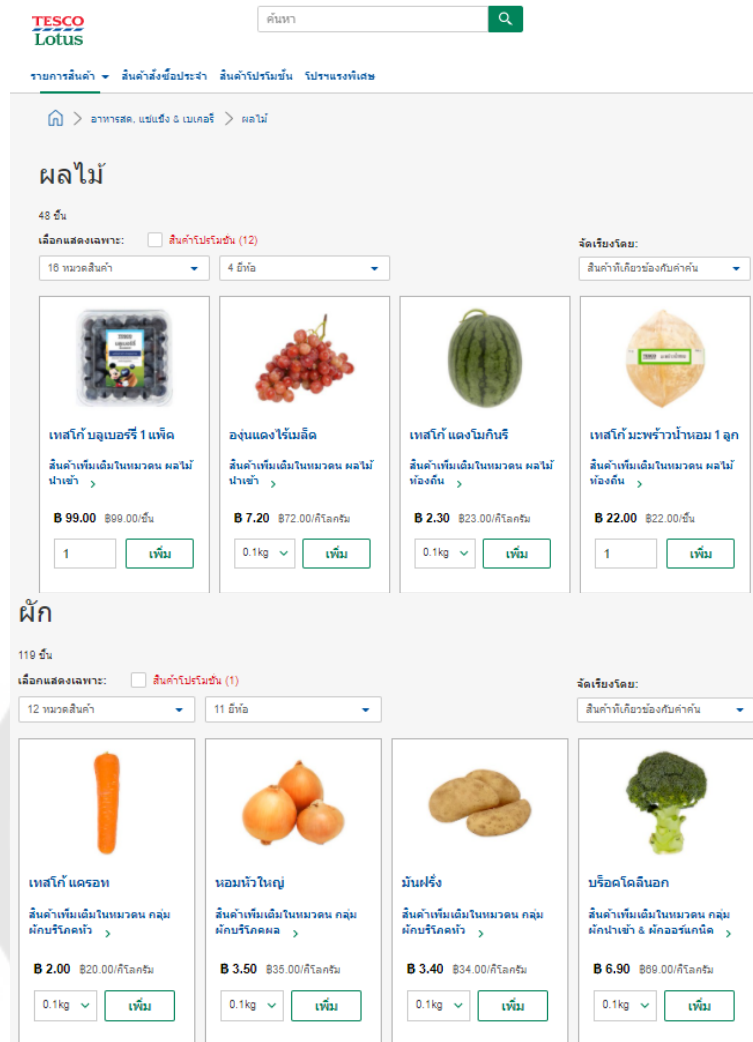 TESCO
Lotus
ค้นหา
รายการสินค้า สินค้าสั่งซื้อประจำ สินค้าโปรโมชั่น โปรฯแรงพิเศษ
อาหารสด, แช่แข็ง & เบเกอรี่ > ผลไม้
ผลไม้
48 ชิ้น
เลือกแสดงเฉพาะ: สินค้าโปรโมชัน (12) จัดเรียงโดย:
16 หมวดสินค้า 4 ยี่ห้อ สินค้าที่เกี่ยวข้องกับคำค้น
TESCO
เทสโก้ บลูเบอร์รี่ 1 แพ็ค องุ่นแดงไร้เมล็ด เทสโก้ แตงโมกินรี เทสโก้ มะพร้าวน้ำหอม 1 ลูก
สินค้าเพิ่มเติมในหมวดน ผลไม้ สินค้าเพิ่มเติมในหมวดน ผลไม้ สินค้าเพิ่มเติมในหมวดน ผลไม้ สินค้าเพิ่มเติมในหมวดน ผลไม้
นำเข้า > นำเข้า > ท้องถิ่น > ท้องถิ่น >
฿ 99.00 ฿99.00/ชิ้น ฿ 7.20 ฿72.00/กิโลกรัม ฿ 2.30 ฿23.00/กิโลกรัม ฿ 22.00 ฿22.00/ชิ้น
1 เพิ่ม 0.1kg เพิ่ม 0.1kg เพิ่ม 1 เพิ่ม
ผัก
119 ชิ้น
เลือกแสดงเฉพาะ: สินค้าโปรโมชัน (1) จัดเรียงโดย:
12 หมวดสินค้า 11 ยี่ห้อ สินค้าที่เกี่ยวข้องกับคำค้น
เทสโก้ แครอท หอมหัวใหญ่ มันฝรั่ง บร็อคโคลีนอก
สินค้าเพิ่มเติมในหมวดน กลุ่ม สินค้าเพิ่มเติมในหมวดน กลุ่ม สินค้าเพิ่มเติมในหมวดน กลุ่ม สินค้าเพิ่มเติมในหมวดน กลุ่ม
ผักบริโภคหัว > ผักบริโภคผล > ผักบริโภคหัว > ผักนำเข้า & ผักออร์แกนิค >
฿ 2.00 ฿20.00/กิโลกรัม ฿ 3.50 ฿35.00/กิโลกรัม ฿ 3.40 ฿34.00/กิโลกรัม ฿ 6.90 ฿69.00/กิโลกรัม
0.1kg เพิ่ม 0.1kg เพิ่ม 0.1kg เพิ่ม 0.1kg เพิ่ม